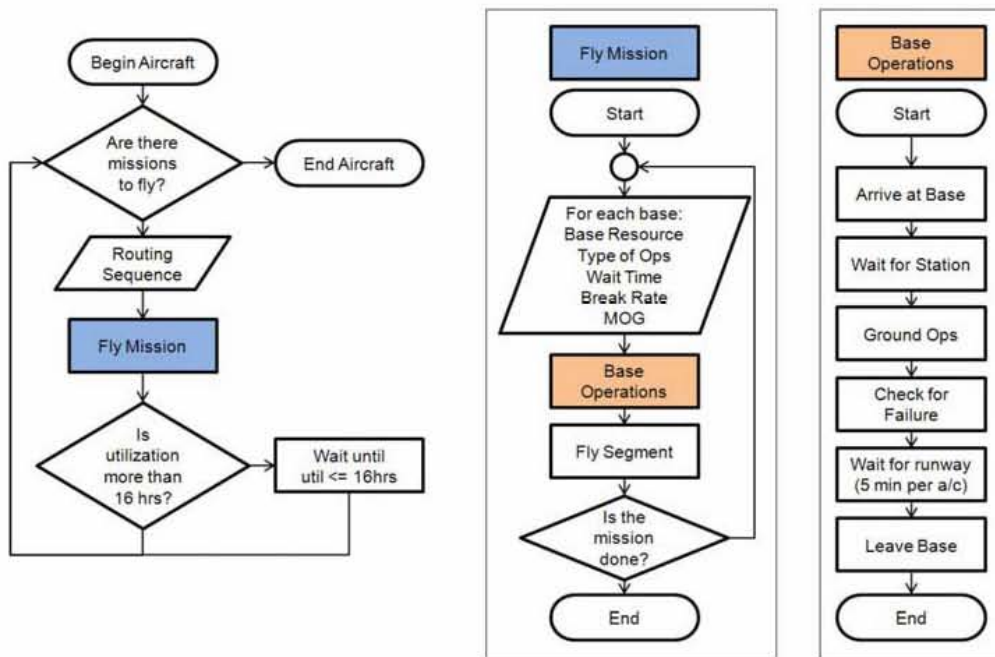 Begin Aircraft
Are there
missions
to fly?
End Aircraft
Routing
Sequence
Fly Mission
Is
utilization
more than
16 hrs?
Wait until
util <= 16hrs
Fly Mission
Start
For each base:
Base Resource
Type of Ops
Wait Time
Break Rate
MOG
Base
Operations
Fly Segment
Is the
mission
done?
End
Base
Operations
Start
Arrive at Base
Wait for Station
Ground Ops
Check for
Failure
Wait for runway
(5 min per a/c)
Leave Base
End